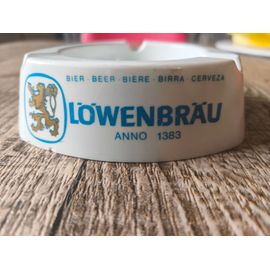 BIER · BEER · BIÈRE · BIRRA · CERVEZA
LÖWENBRÄU
ANNO 1383